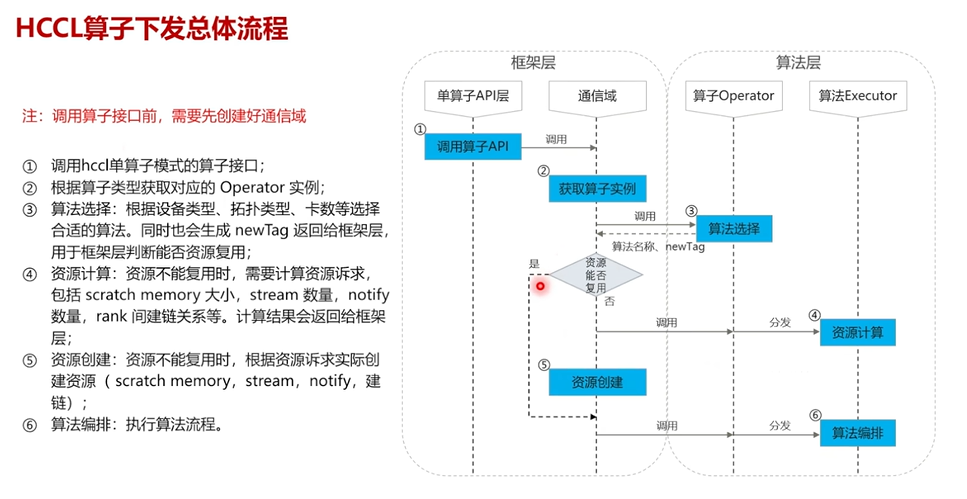 HCCL算子下发总体流程
注：调用算子接口前，需要先创建好通信域
① 调用hccl单算子模式的算子接口；
② 根据算子类型获取对应的 Operator 实例；
③ 算法选择：根据设备类型、拓扑类型、卡数等选择
合适的算法。同时也会生成 newTag 返回给框架层，
用于框架层判断能否资源复用；
④ 资源计算：资源不能复用时，需要计算资源诉求，
包括 scratch memory 大小，stream 数量，notify
数量，rank 间建链关系等。计算结果会返回给框架
层；
⑤ 资源创建：资源不能复用时，根据资源诉求实际创
建资源（ scratch memory，stream，notify，建
链）；
⑥ 算法编排：执行算法流程。
框架层
算法层
单算子API层
通信域
算子Operator
算法Executor
①
调用算子API
调用
②
获取算子实例
调用
③
算法选择
算法名称、newTag
是
资源
能否
复用
否
调用
分发
④
资源计算
⑤
资源创建
调用
分发
⑥
算法编排